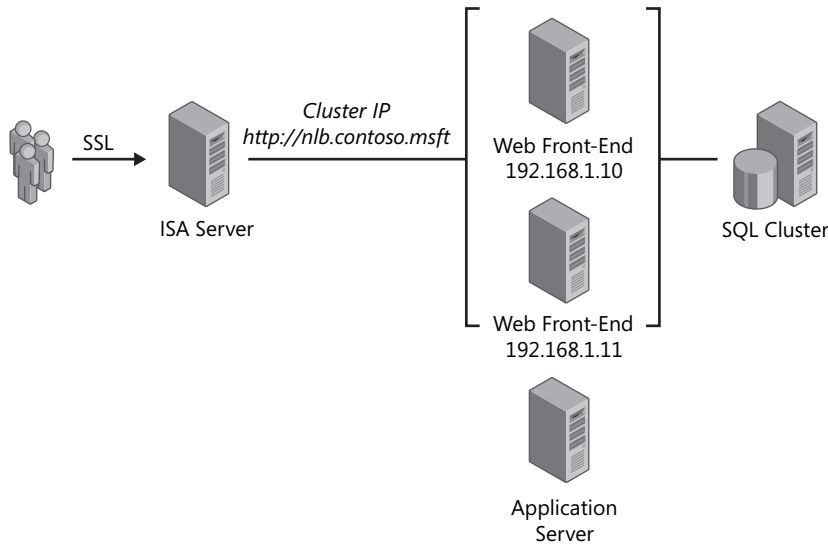 SSL
ISA Server
Cluster IP
http://nlb.contoso.msft
Web Front-End
192.168.1.10
Web Front-End
192.168.1.11
SQL Cluster
Application
Server